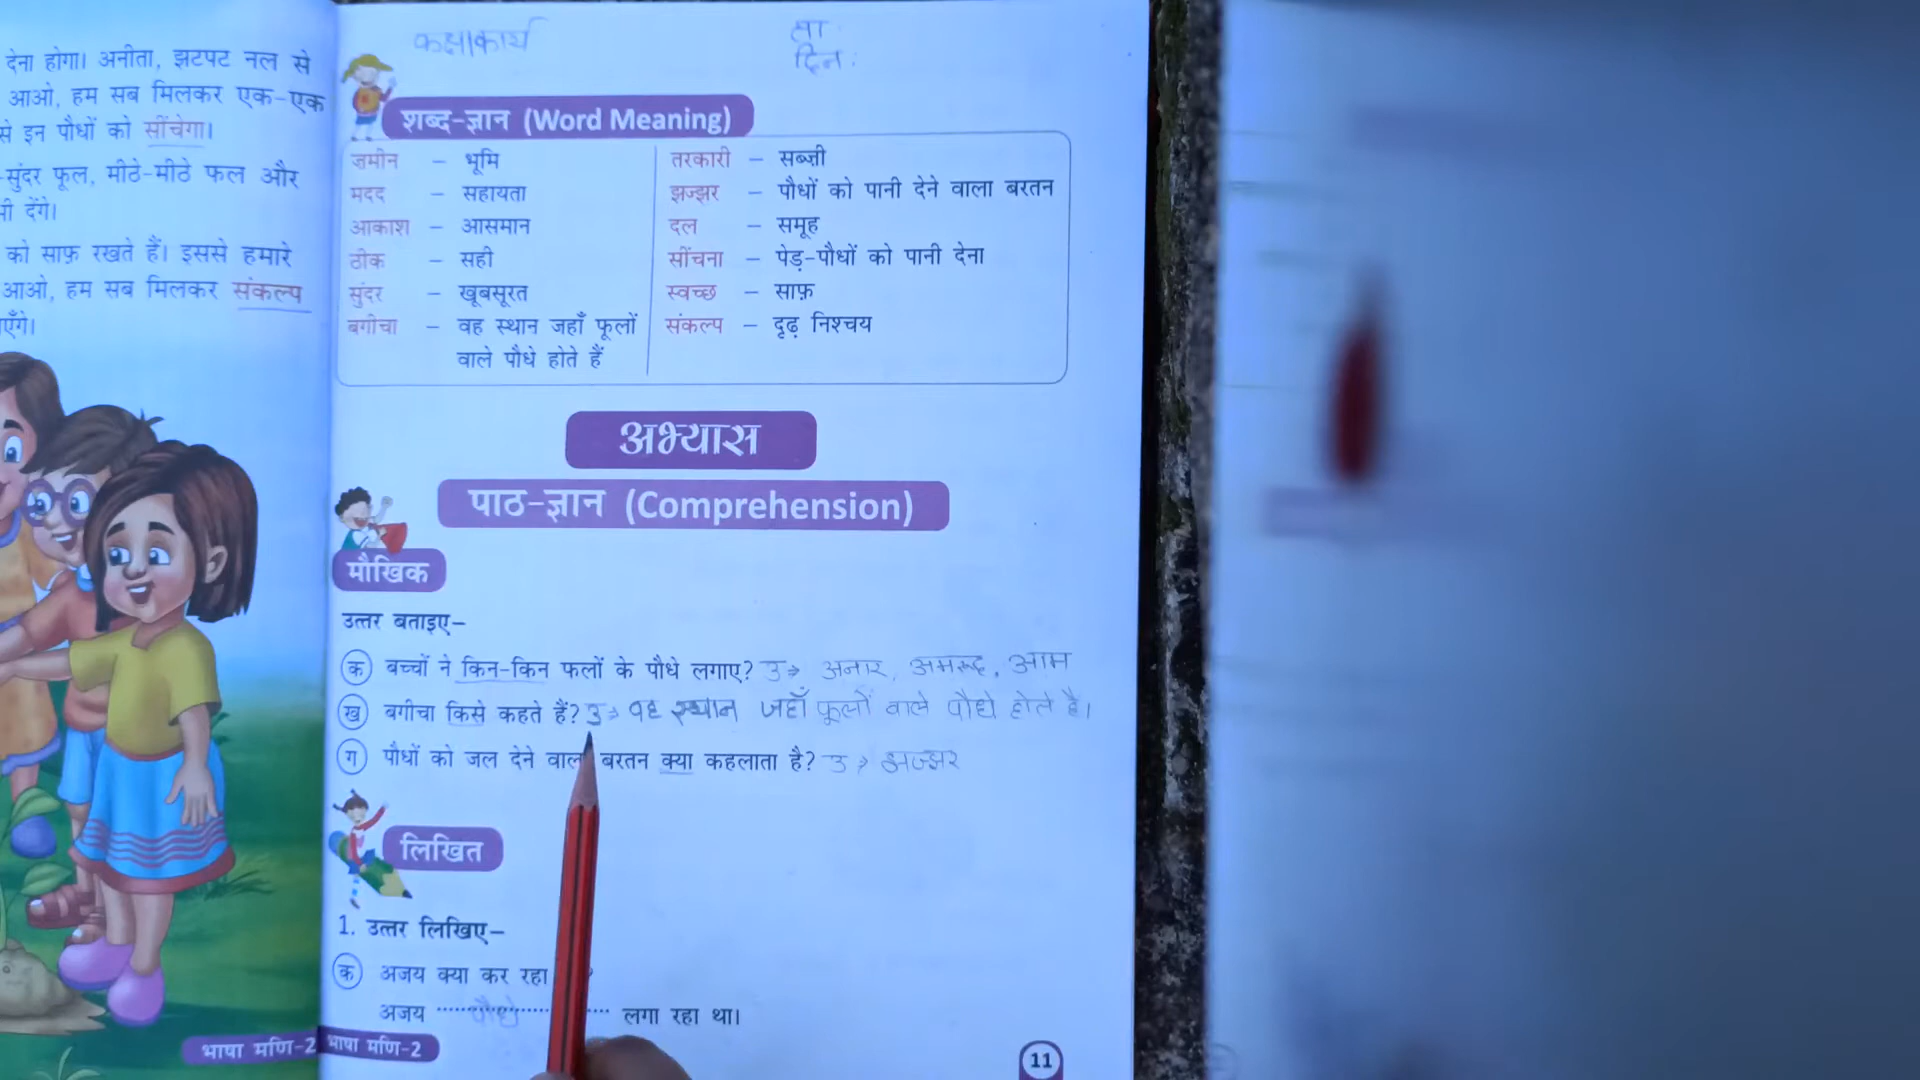 देना होगा। अनीता, झटपट नल से
आओ, हम सब मिलकर एक-एक
से इन पौधों को सींचेगा।
-सुंदर फूल, मीठे-मीठे फल और
भी देंगे।
को साफ़ रखते हैं। इससे हमारे
आओ, हम सब मिलकर संकल्प
भाषा मणि-2
कक्षाकार्य
ता
दिन:
शब्द-ज्ञान (Word Meaning)
जमीन – भूमि
मदद – सहायता
आकाश – आसमान
ठीक – सही
सुंदर – खूबसूरत
बगीचा – वह स्थान जहाँ फूलों
वाले पौधे होते हैं
तरकारी – सब्ज़ी
झज्झर – पौधों को पानी देने वाला बरतन
दल – समूह
सींचना – पेड़-पौधों को पानी देना
स्वच्छ – साफ़
संकल्प – दृढ़ निश्चय
अभ्यास
पाठ-ज्ञान (Comprehension)
मौखिक
उत्तर बताइए–
क बच्चों ने किन-किन फलों के पौधे लगाए? उ→ अनार, अमरूद, आम
ख बगीचा किसे कहते हैं? उ→ वह स्थान जहाँ फूलों वाले पौधे होते है।
ग पौधों को जल देने वाल बरतन क्या कहलाता है? उ→ झज्झर
लिखित
1. उत्तर लिखिए–
क अजय क्या कर रहा
अजय पौधे लगा रहा था।
भाषा मणि-2
11